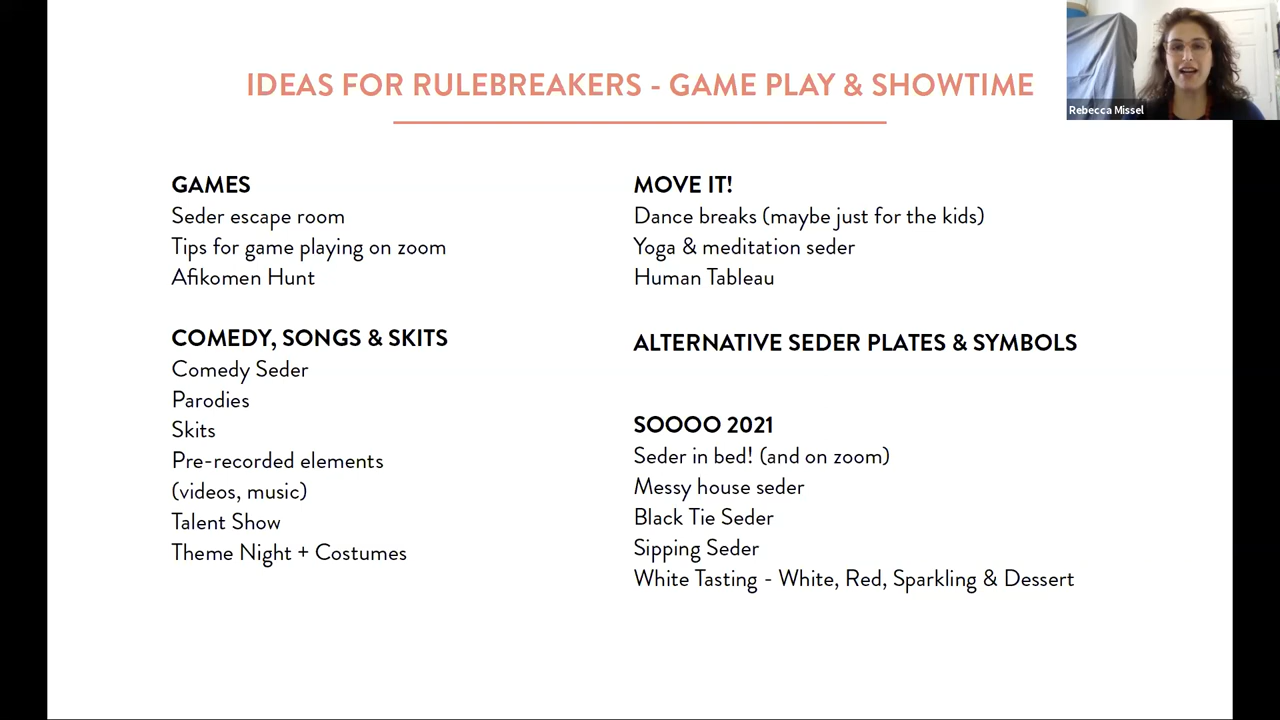 IDEAS FOR RULEBREAKERS - GAME PLAY & SHOWTIME
Rebecca Missel
GAMES
Seder escape room
Tips for game playing on zoom
Afikomen Hunt
COMEDY, SONGS & SKITS
Comedy Seder
Parodies
Skits
Pre-recorded elements
(videos, music)
Talent Show
Theme Night + Costumes
MOVE IT!
Dance breaks (maybe just for the kids)
Yoga & meditation seder
Human Tableau
ALTERNATIVE SEDER PLATES & SYMBOLS
SOOOO 2021
Seder in bed! (and on zoom)
Messy house seder
Black Tie Seder
Sipping Seder
White Tasting - White, Red, Sparkling & Dessert